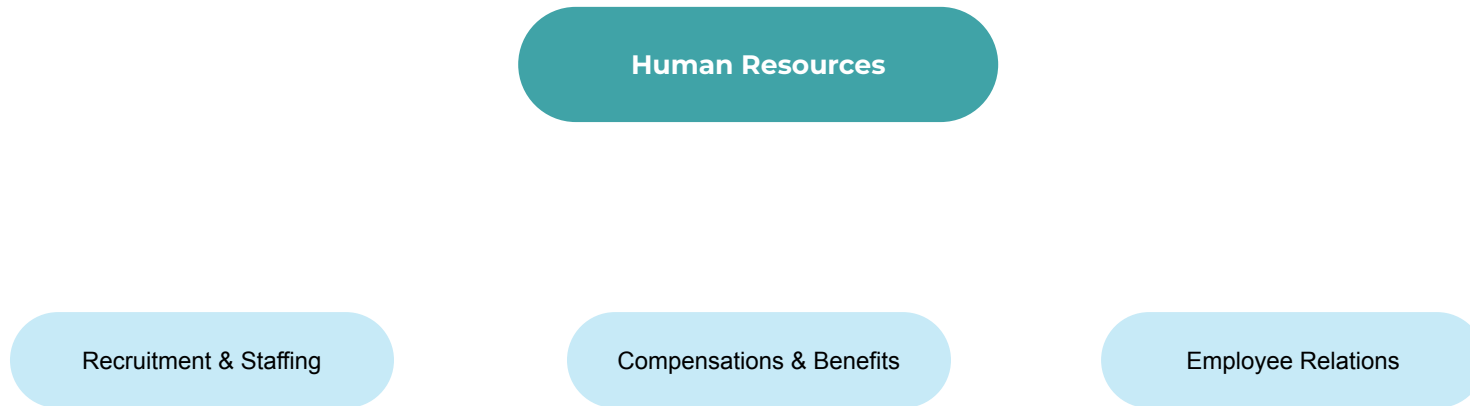 Human Resources
Recruitment & Staffing
Compensations & Benefits
Employee Relations